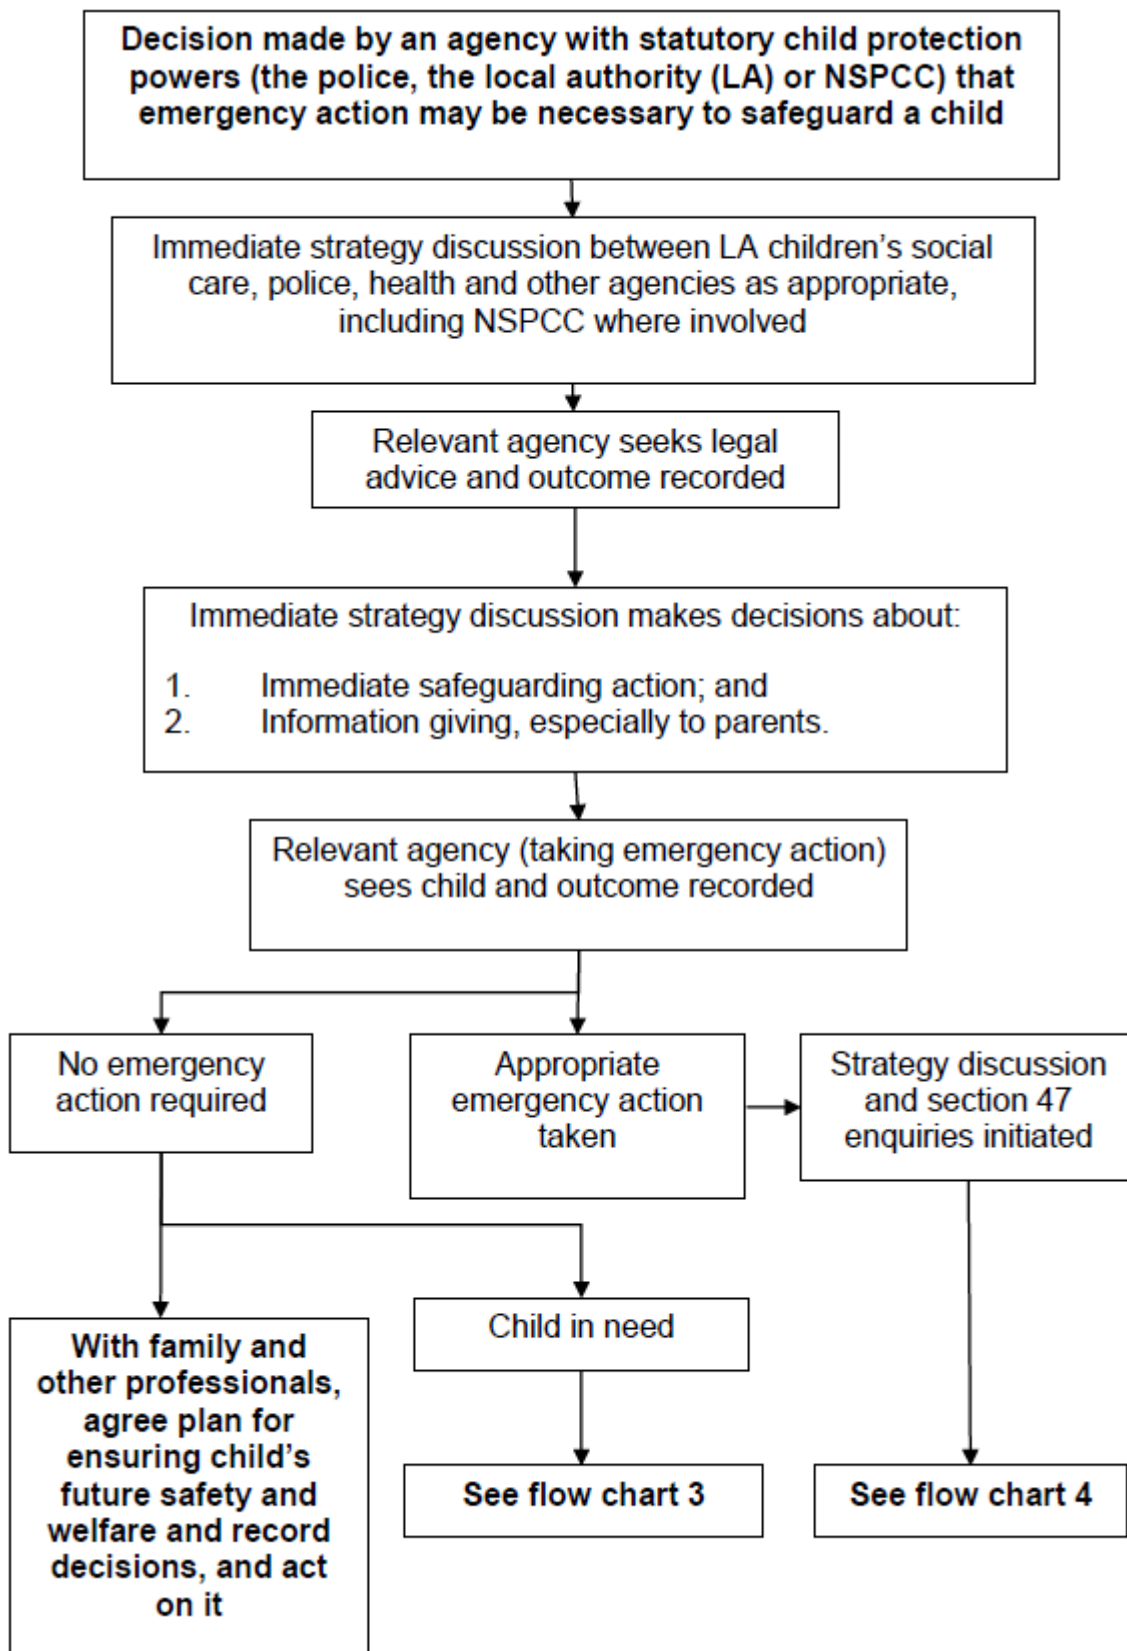 Decision made by an agency with statutory child protection
powers (the police, the local authority (LA) or NSPCC) that
emergency action may be necessary to safeguard a child
Immediate strategy discussion between LA children’s social
care, police, health and other agencies as appropriate,
including NSPCC where involved
Relevant agency seeks legal
advice and outcome recorded
Immediate strategy discussion makes decisions about:
1. Immediate safeguarding action; and
2. Information giving, especially to parents.
Relevant agency (taking emergency action)
sees child and outcome recorded
No emergency
action required
Appropriate
emergency action
taken
Strategy discussion
and section 47
enquiries initiated
With family and
other professionals,
agree plan for
ensuring child’s
future safety and
welfare and record
decisions, and act
on it
Child in need
See flow chart 3
See flow chart 4